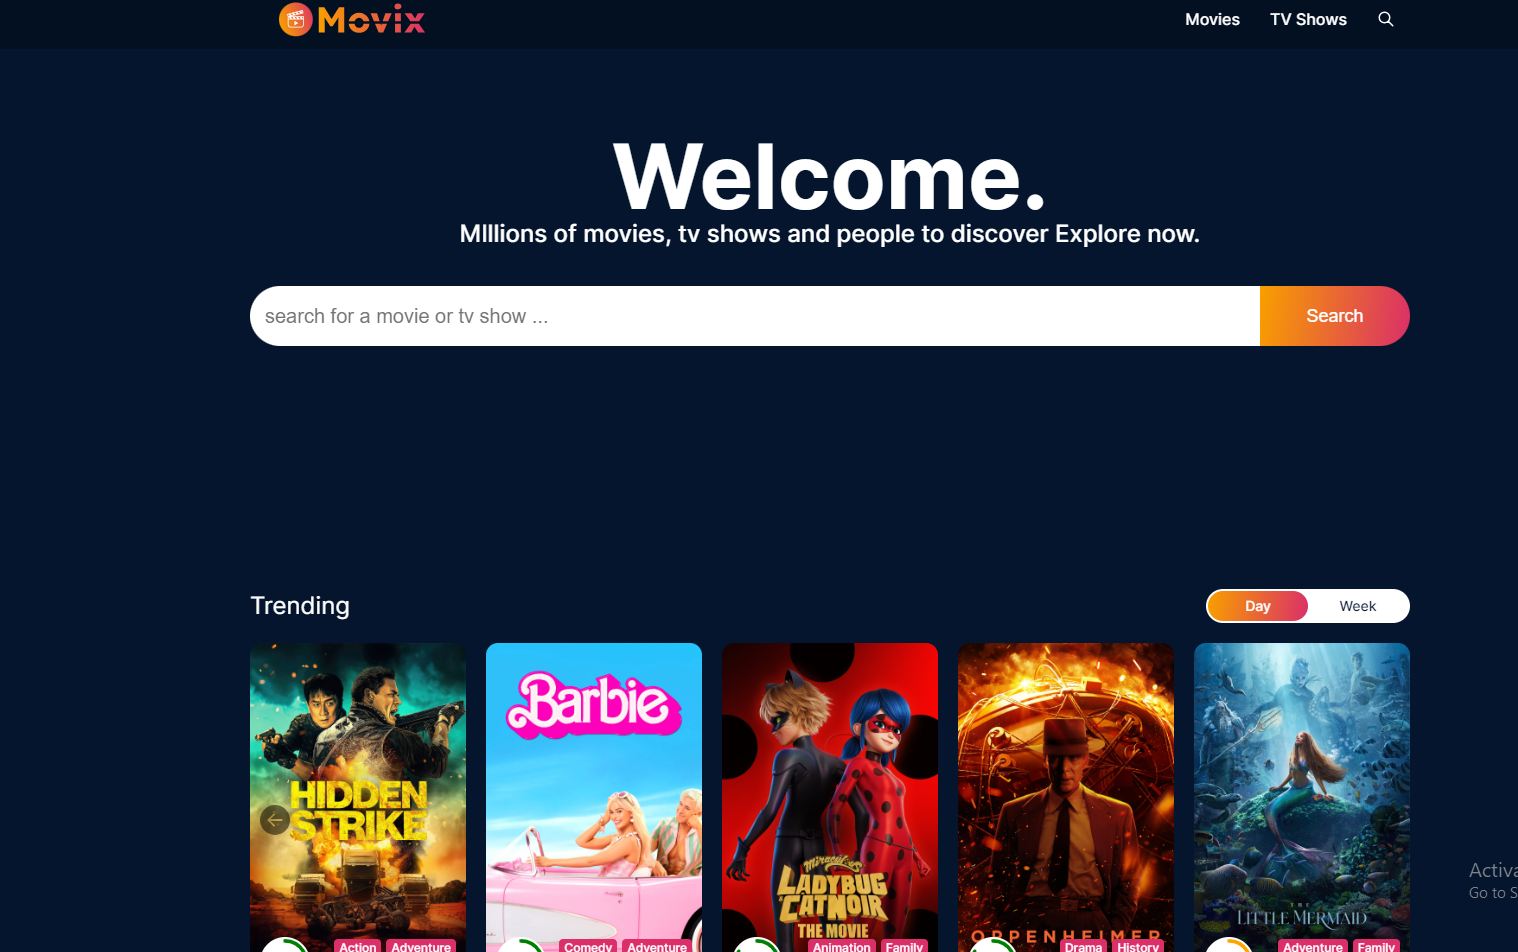 Movix
Movies
TV Shows
Welcome.
MIllions of movies, tv shows and people to discover Explore now.
search for a movie or tv show ...
Search
Trending
Day
Week
HIDDEN
STRIKE
Barbie
Miraculous
LADYBUG
& CATNOIR
THE MOVIE
OPPENHEIMER
THE
LITTLE MERMAID
Action
Adventure
Comedy
Adventure
Animation
Family
Drama
History
Adventure
Family
Activa
Go to S